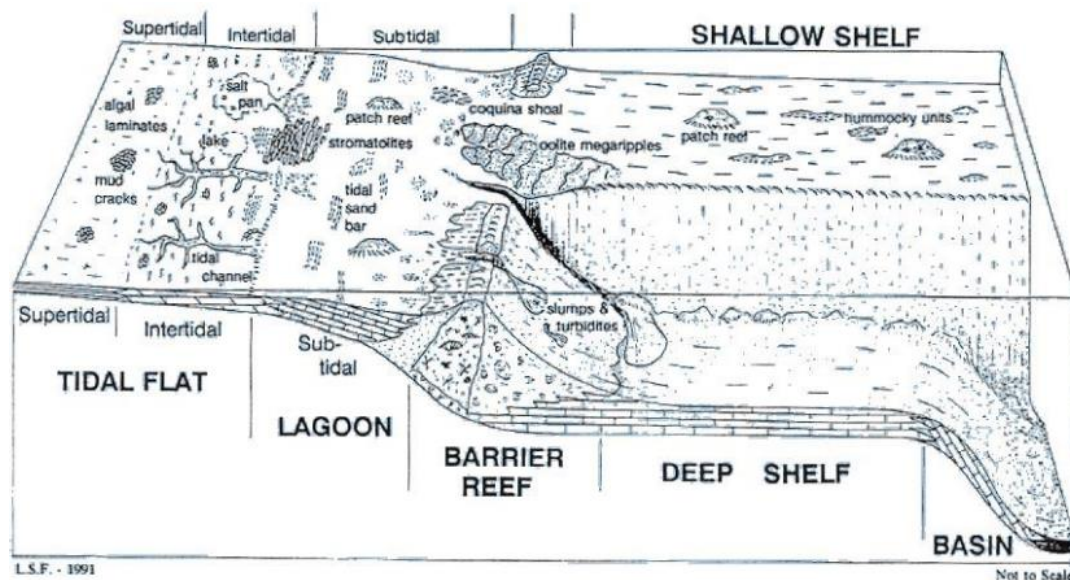 Supertidal
Intertidal
Subtidal
SHALLOW SHELF
algal
laminates
salt
pan
lake
mud
cracks
tidal
channel
patch reef
stromatolites
tidal
sand
bar
coquina shoal
oolite megaripples
patch reef
hummocky units
slumps &
turbidites
Supertidal
Intertidal
Sub-
tidal
TIDAL FLAT
LAGOON
BARRIER
REEF
DEEP SHELF
BASIN
L.S.F. - 1991
Not to Scale